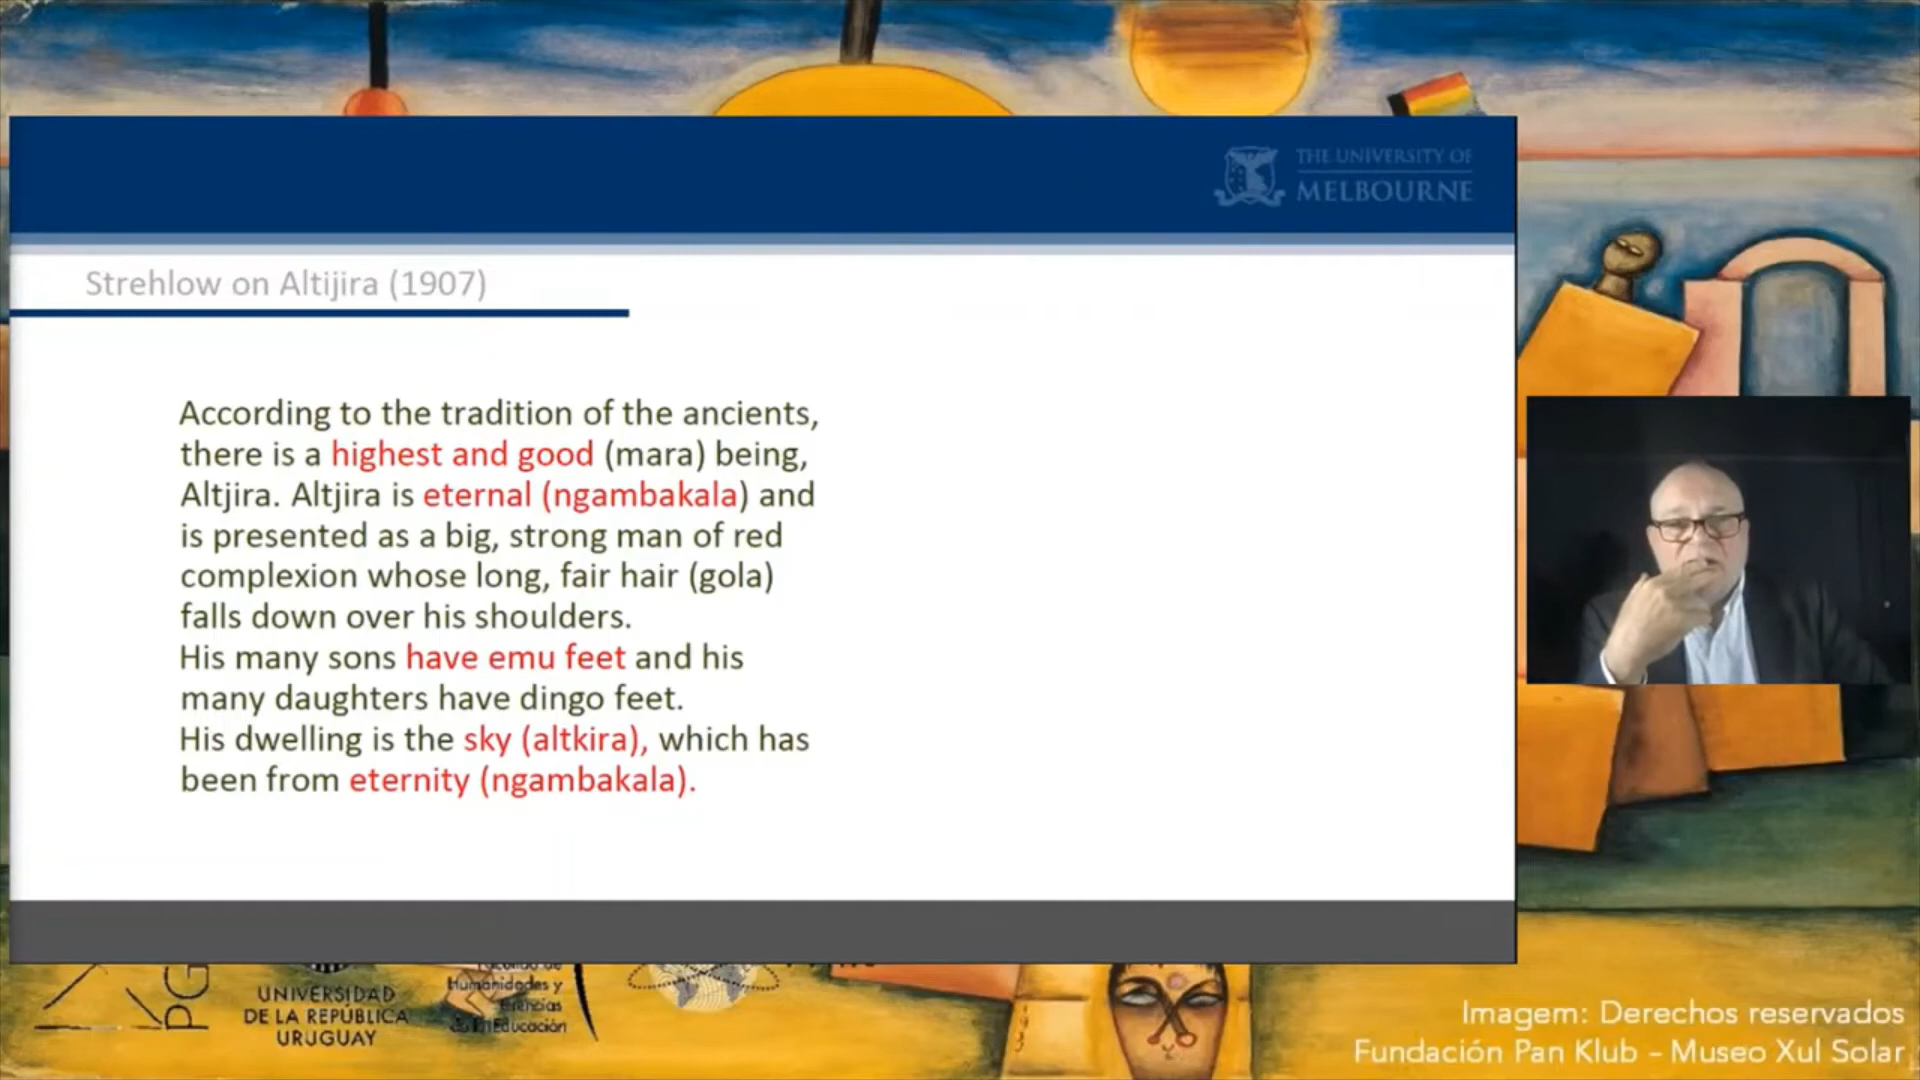 THE UNIVERSITY OF
MELBOURNE
Strehlow on Altijira (1907)
According to the tradition of the ancients,
there is a highest and good (mara) being,
Altjira. Altjira is eternal (ngambakala) and
is presented as a big, strong man of red
complexion whose long, fair hair (gola)
falls down over his shoulders.
His many sons have emu feet and his
many daughters have dingo feet.
His dwelling is the sky (altkira), which has
been from eternity (ngambakala).
PG
UNIVERSIDAD
DE LA REPÚBLICA
URUGUAY
Humanidades y
Ciencias
Educación
Imagem: Derechos reservados
Fundación Pan Klub - Museo Xul Solar